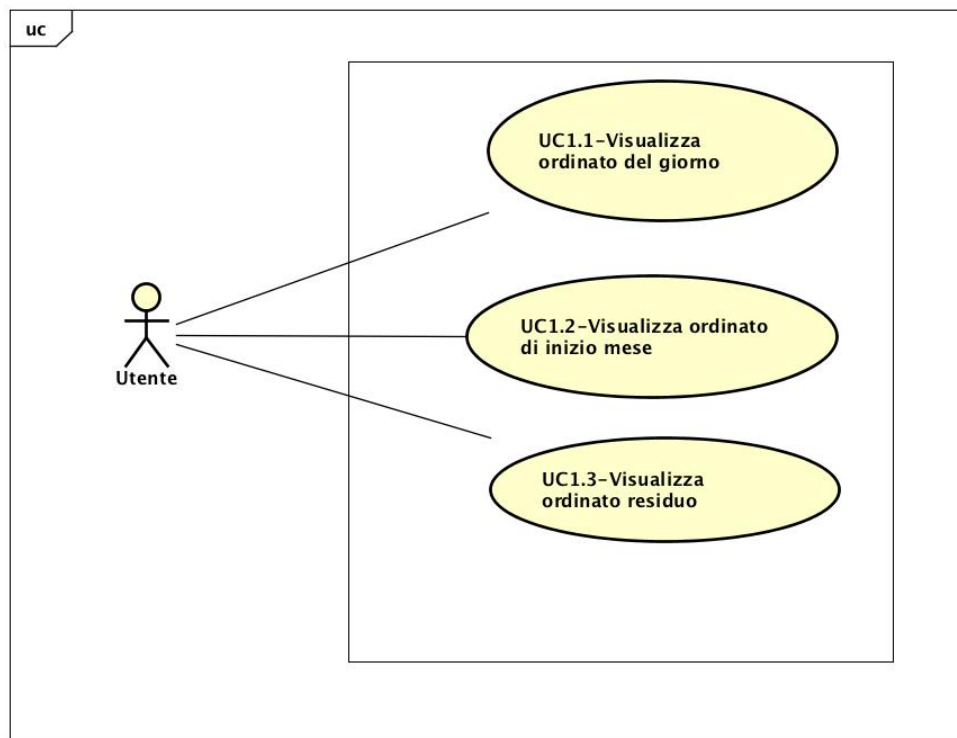 uc
UC1.1-Visualizza
ordinato del giorno
UC1.2-Visualizza ordinato
di inizio mese
Utente
UC1.3-Visualizza
ordinato residuo